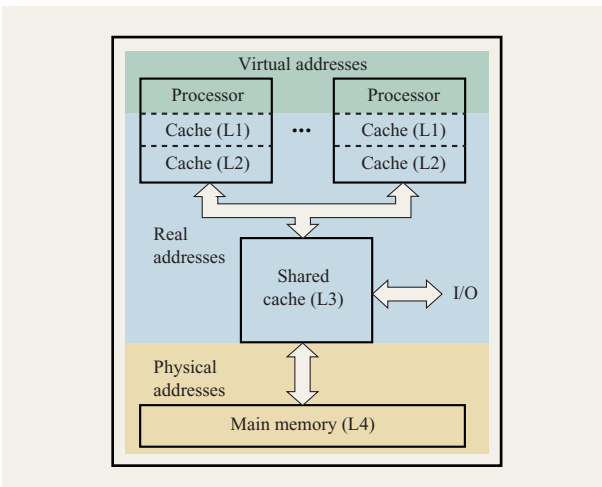 Virtual addresses
Processor
Cache (L1)
Cache (L2)
...
Processor
Cache (L1)
Cache (L2)
Real
addresses
Shared
cache (L3)
I/O
Physical
addresses
Main memory (L4)